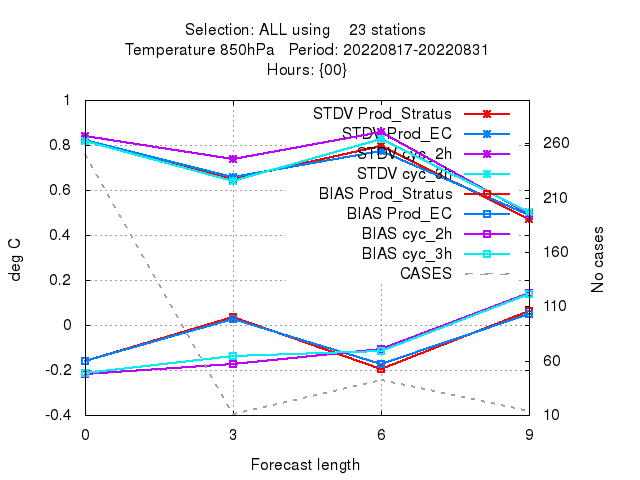 Selection: ALL using 23 stations
Temperature 850hPa Period: 20220817-20220831
Hours: {00}
1
0.8
0.6
0.4
0.2
0
-0.2
-0.4
deg C
STDV Prod_Stratus
STDV Prod_EC
STDV cyc_2h
STDV cyc_3h
BIAS Prod_Stratus
BIAS Prod_EC
BIAS cyc_2h
BIAS cyc_3h
CASES
260
210
160
110
60
10
No cases
0 3 6 9
Forecast length